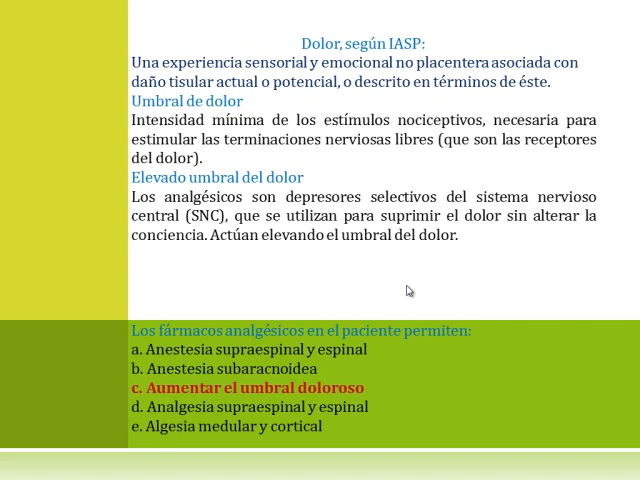 Dolor, según IASP:
Una experiencia sensorial y emocional no placentera asociada con
daño tisular actual o potencial, o descrito en términos de éste.
Umbral de dolor
Intensidad mínima de los estímulos nociceptivos, necesaria para
estimular las terminaciones nerviosas libres (que son las receptores
del dolor).
Elevado umbral del dolor
Los analgésicos son depresores selectivos del sistema nervioso
central (SNC), que se utilizan para suprimir el dolor sin alterar la
conciencia. Actúan elevando el umbral del dolor.
Los fármacos analgésicos en el paciente permiten:
a. Anestesia supraespinal y espinal
b. Anestesia subaracnoidea
c. Aumentar el umbral doloroso
d. Analgesia supraespinal y espinal
e. Algesia medular y cortical